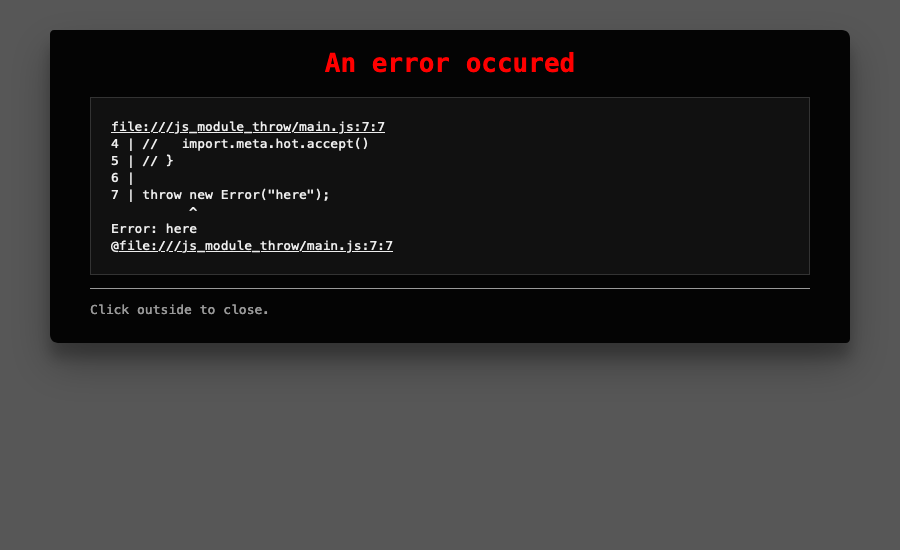 An error occured
file:///js_module_throw/main.js:7:7
4 | //   import.meta.hot.accept()
5 | // }
6 |
7 | throw new Error("here");
          ^
Error: here
@file:///js_module_throw/main.js:7:7
Click outside to close.